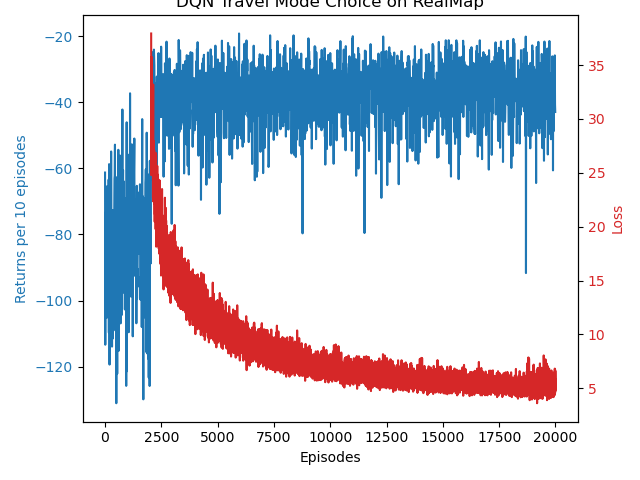 DQN Travel Mode Choice on RealMap
−20
−40
−60
−80
−100
−120
Returns per 10 episodes
35
30
25
20
15
10
5
Loss
0 2500 5000 7500 10000 12500 15000 17500 20000
Episodes